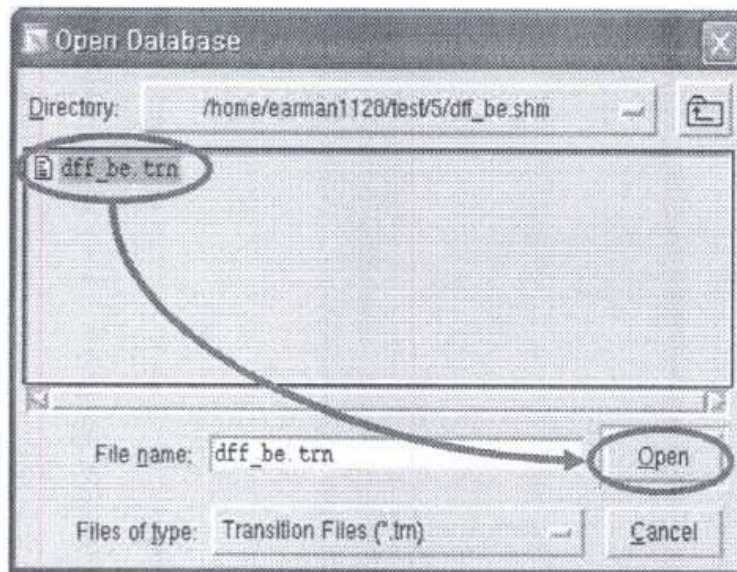 Open Database
Directory: /home/earman1128/test/5/dff_be.shm
dff_be.trn
File name: dff_be.trn Open
Files of type: Transition Files (*.trn) Cancel